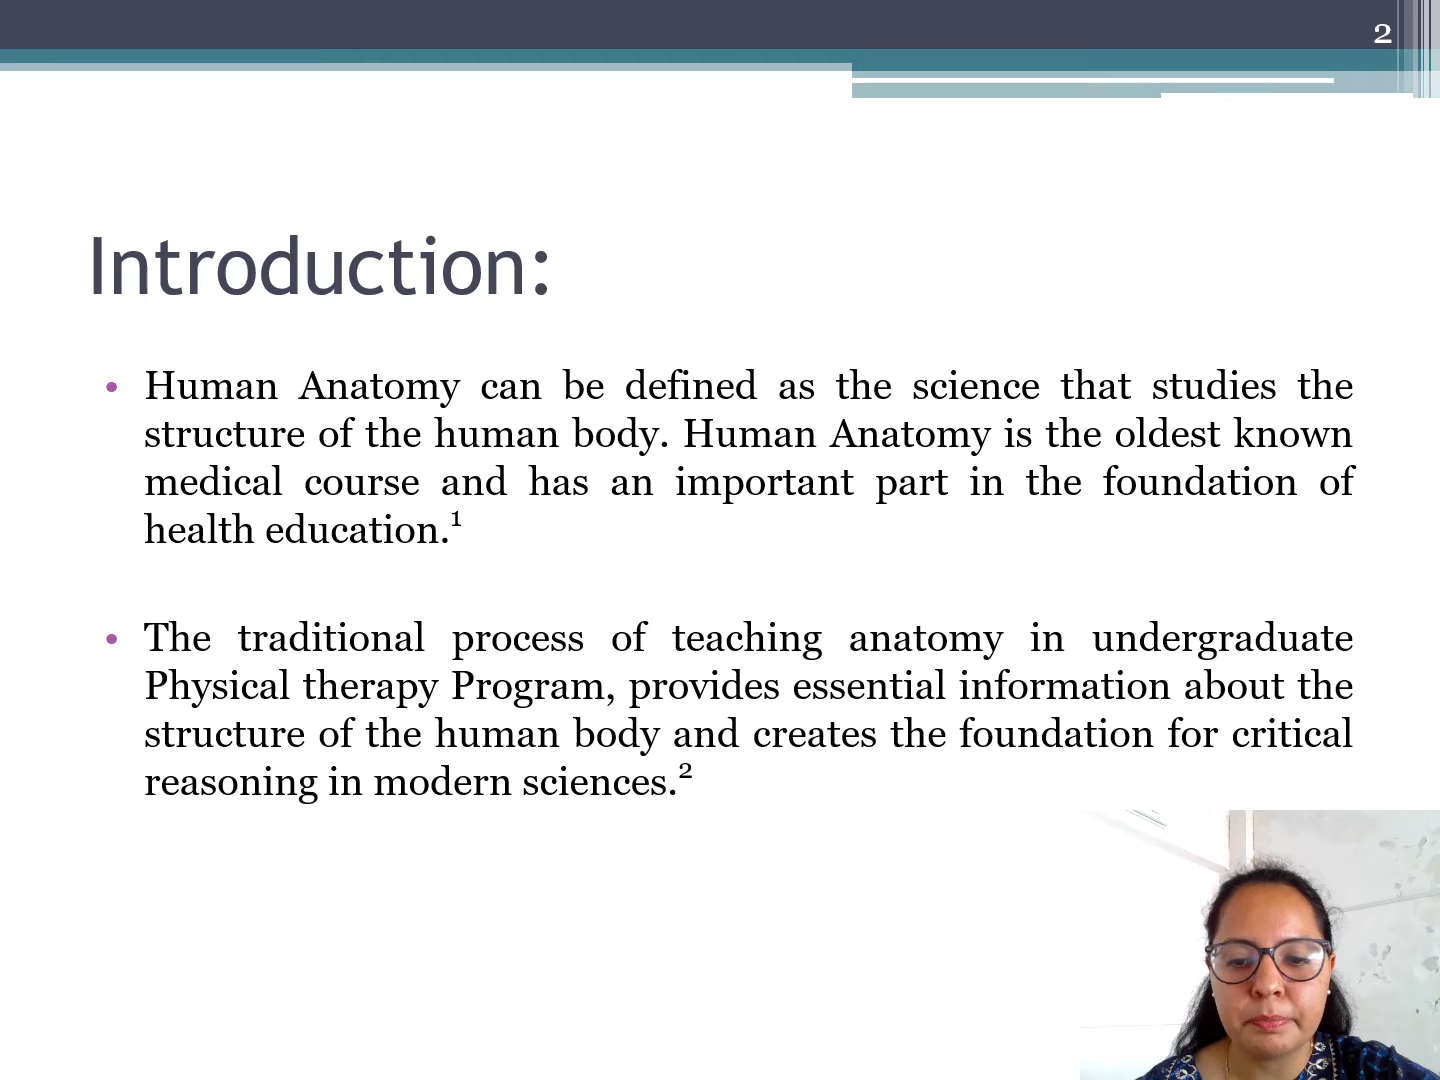 2
Introduction:
• Human Anatomy can be defined as the science that studies the
structure of the human body. Human Anatomy is the oldest known
medical course and has an important part in the foundation of
health education.¹
• The traditional process of teaching anatomy in undergraduate
Physical therapy Program, provides essential information about the
structure of the human body and creates the foundation for critical
reasoning in modern sciences.²